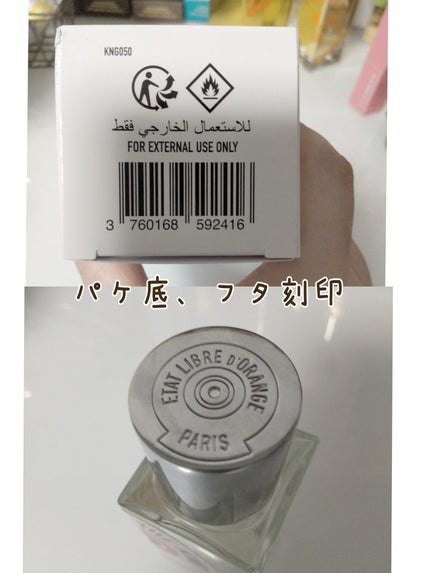 KNG050
للاستعمال الخارجي فقط
FOR EXTERNAL USE ONLY
3 760168 592416
パケ底、フタ刻印
ETAT LIBRE D'ORANGE
PARIS